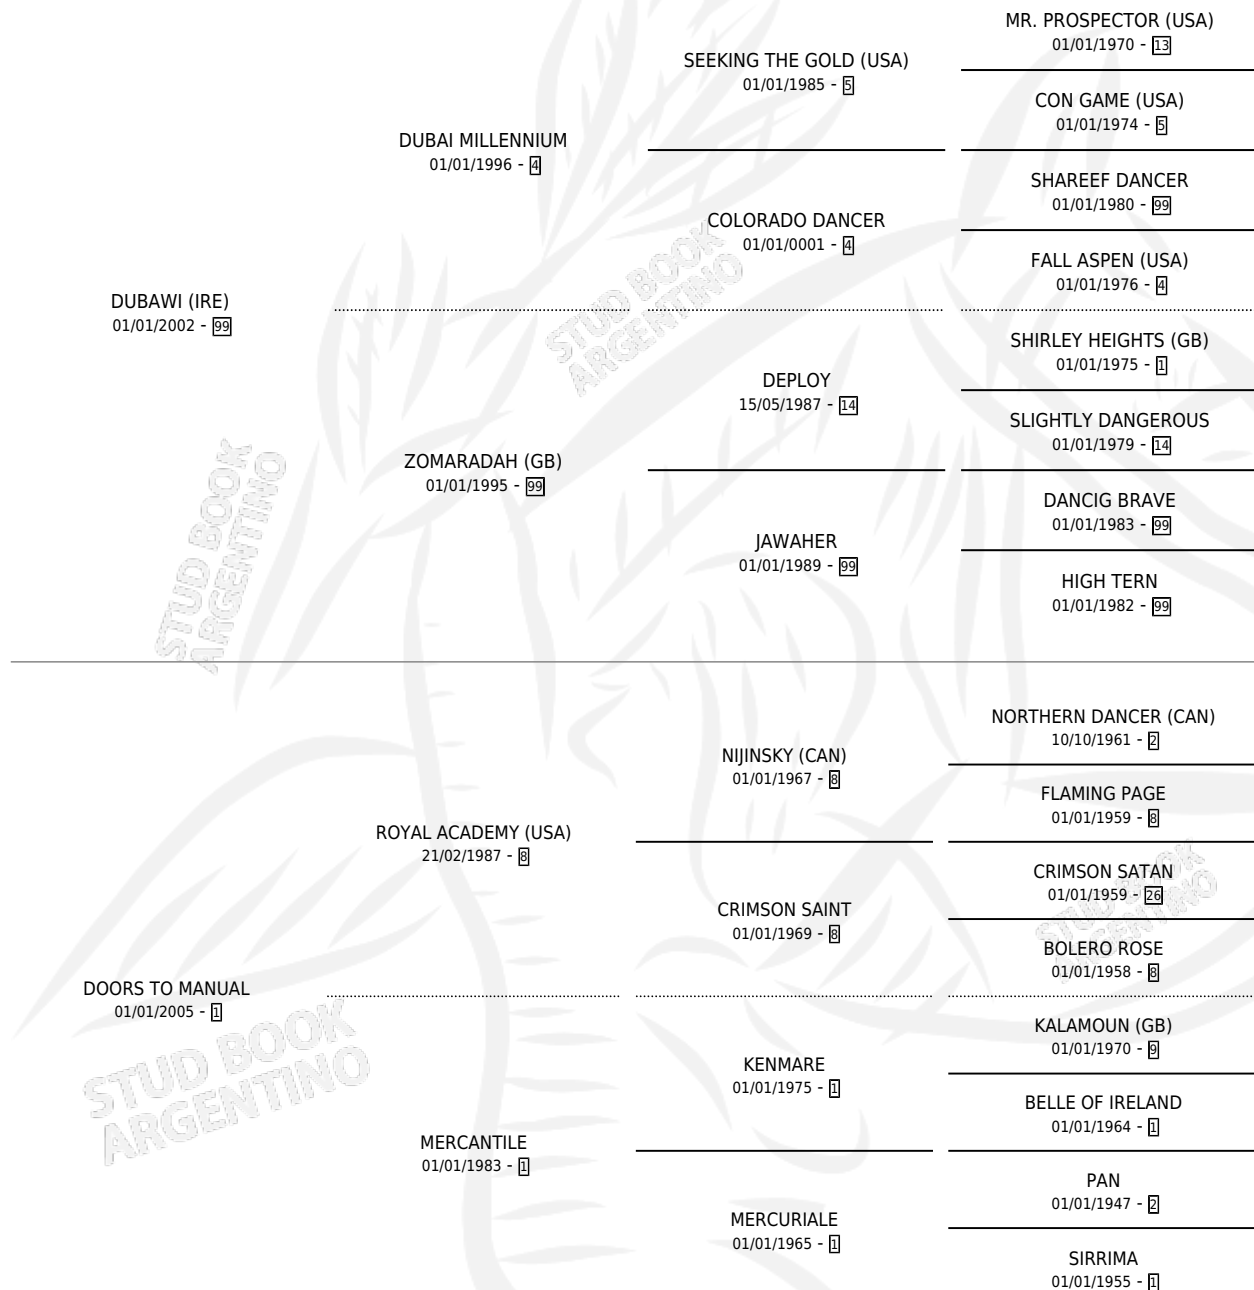 MR. PROSPECTOR (USA)
01/01/1970 - 13
SEEKING THE GOLD (USA)
01/01/1985 - 5
CON GAME (USA)
01/01/1974 - 5
DUBAI MILLENNIUM
01/01/1996 - 4
SHAREEF DANCER
01/01/1980 - 99
COLORADO DANCER
01/01/0001 - 4
FALL ASPEN (USA)
01/01/1976 - 4
DUBAWI (IRE)
01/01/2002 - 99
SHIRLEY HEIGHTS (GB)
01/01/1975 - 1
DEPLOY
15/05/1987 - 14
SLIGHTLY DANGEROUS
01/01/1979 - 14
ZOMARADAH (GB)
01/01/1995 - 99
DANCIG BRAVE
01/01/1983 - 99
JAWAHER
01/01/1989 - 99
HIGH TERN
01/01/1982 - 99
STUD BOOK
ARGENTINO
STUD BOOK
ARGENTINO
NORTHERN DANCER (CAN)
10/10/1961 - 2
NIJINSKY (CAN)
01/01/1967 - 8
FLAMING PAGE
01/01/1959 - 8
ROYAL ACADEMY (USA)
21/02/1987 - 8
CRIMSON SATAN
01/01/1959 - 26
CRIMSON SAINT
01/01/1969 - 8
BOLERO ROSE
01/01/1958 - 8
DOORS TO MANUAL
01/01/2005 - 1
KALAMOUN (GB)
01/01/1970 - 9
KENMARE
01/01/1975 - 1
BELLE OF IRELAND
01/01/1964 - 1
MERCANTILE
01/01/1983 - 1
PAN
01/01/1947 - 2
MERCURIALE
01/01/1965 - 1
SIRRIMA
01/01/1955 - 1
STUD BOOK
ARGENTINO
STUD BOOK
ARGENTINO